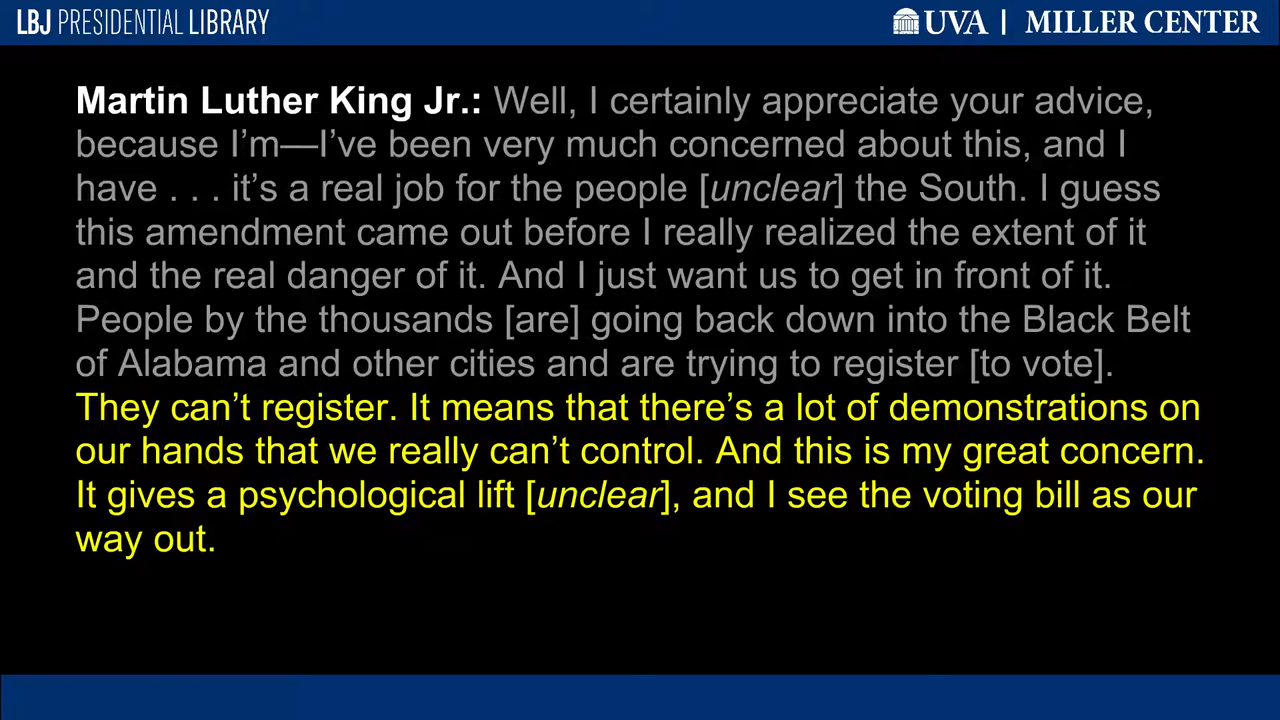 LBJ PRESIDENTIAL LIBRARY
UVA | MILLER CENTER
Martin Luther King Jr.: Well, I certainly appreciate your advice,
because I’m—I’ve been very much concerned about this, and I
have . . . it’s a real job for the people [unclear] the South. I guess
this amendment came out before I really realized the extent of it
and the real danger of it. And I just want us to get in front of it.
People by the thousands [are] going back down into the Black Belt
of Alabama and other cities and are trying to register [to vote].
They can’t register. It means that there’s a lot of demonstrations on
our hands that we really can’t control. And this is my great concern.
It gives a psychological lift [unclear], and I see the voting bill as our
way out.